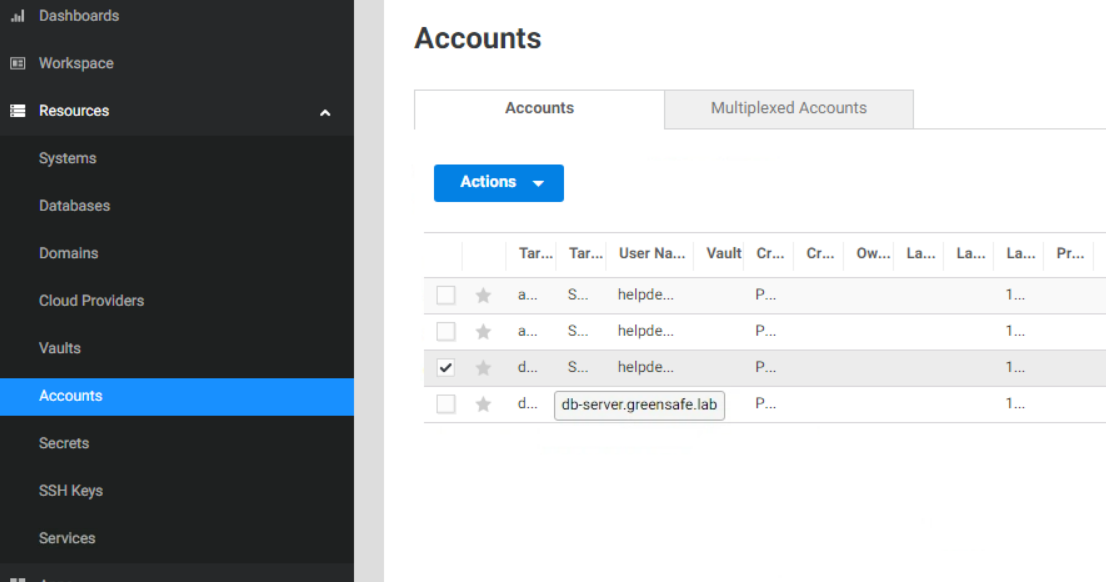 Dashboards
Workspace
Resources
Systems
Databases
Domains
Cloud Providers
Vaults
Accounts
Secrets
SSH Keys
Services
Accounts
Accounts Multiplexed Accounts
Actions
Tar... Tar... User Na... Vault Cr... Cr... Ow... La... La... La... Pr...
a... S... helpde... P... 1...
a... S... helpde... P... 1...
d... S... helpde... P... 1...
d... db-server.greensafe.lab P... 1...